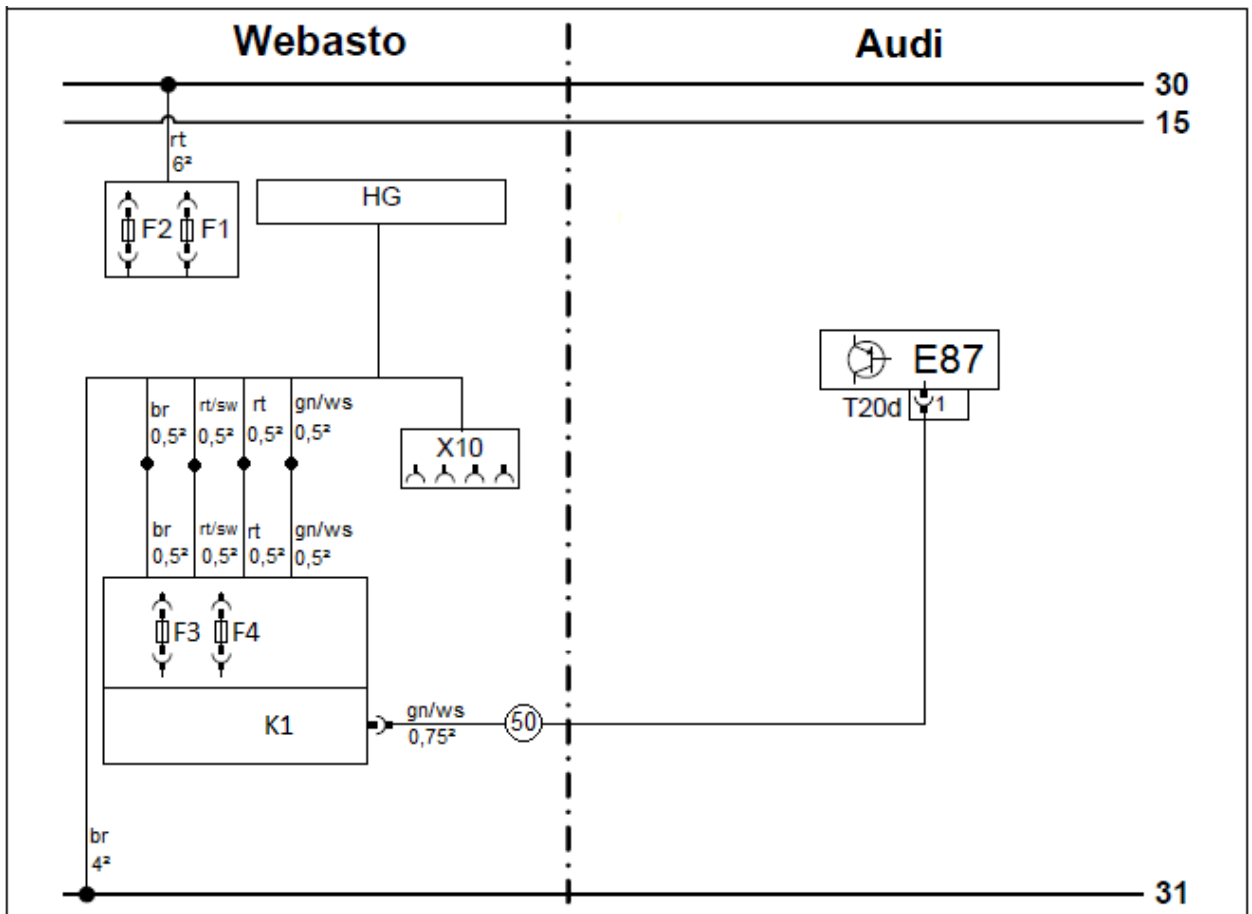 Webasto
Audi
30
15
rt
6²
HG
F2 F1
E87
T20d 1
br rt/sw rt gn/ws
0,5² 0,5² 0,5² 0,5²
X10
br rt/sw rt gn/ws
0,5² 0,5² 0,5² 0,5²
F3 F4
K1
gn/ws
0,75²
50
br
4²
31